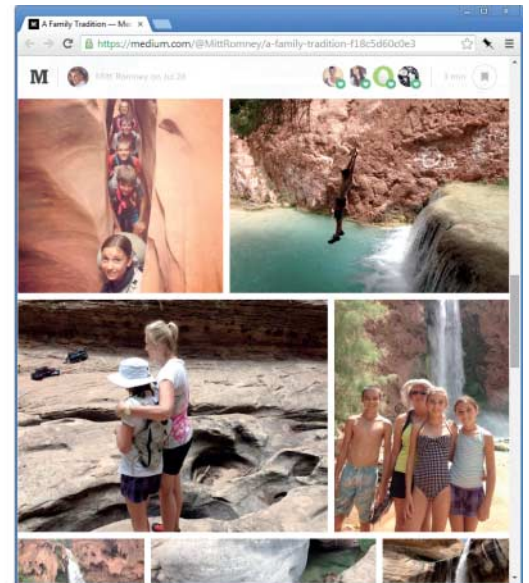 A Family Tradition — Me
https://medium.com/@MittRomney/a-family-tradition-f18c5d60c0e3
M
Mitt Romney on Jul 28
3 min